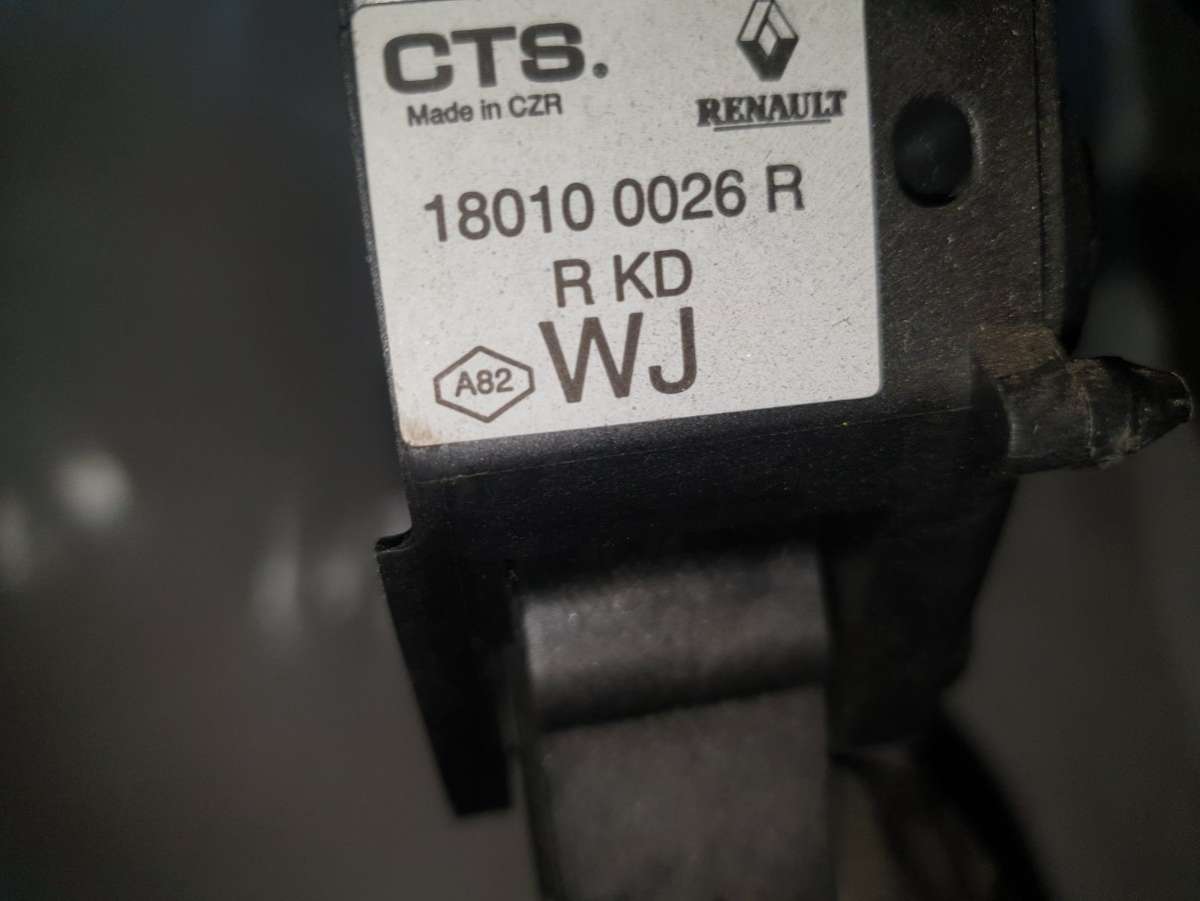 CTS.
Made in CZR
RENAULT
18010 0026 R
R KD
A82 WJ